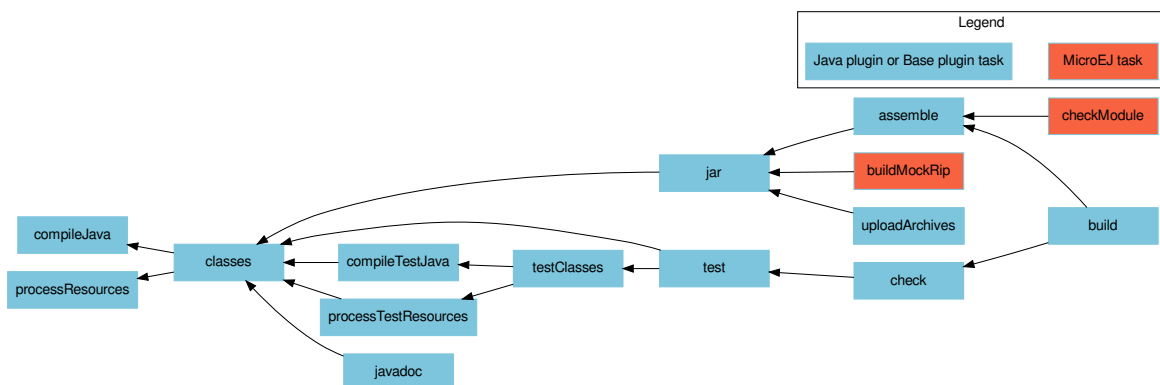 Legend
Java plugin or Base plugin task
MicroEJ task
assemble
checkModule
jar
buildMockRip
uploadArchives
build
compileJava
classes
compileTestJava
testClasses
test
check
processResources
processTestResources
javadoc